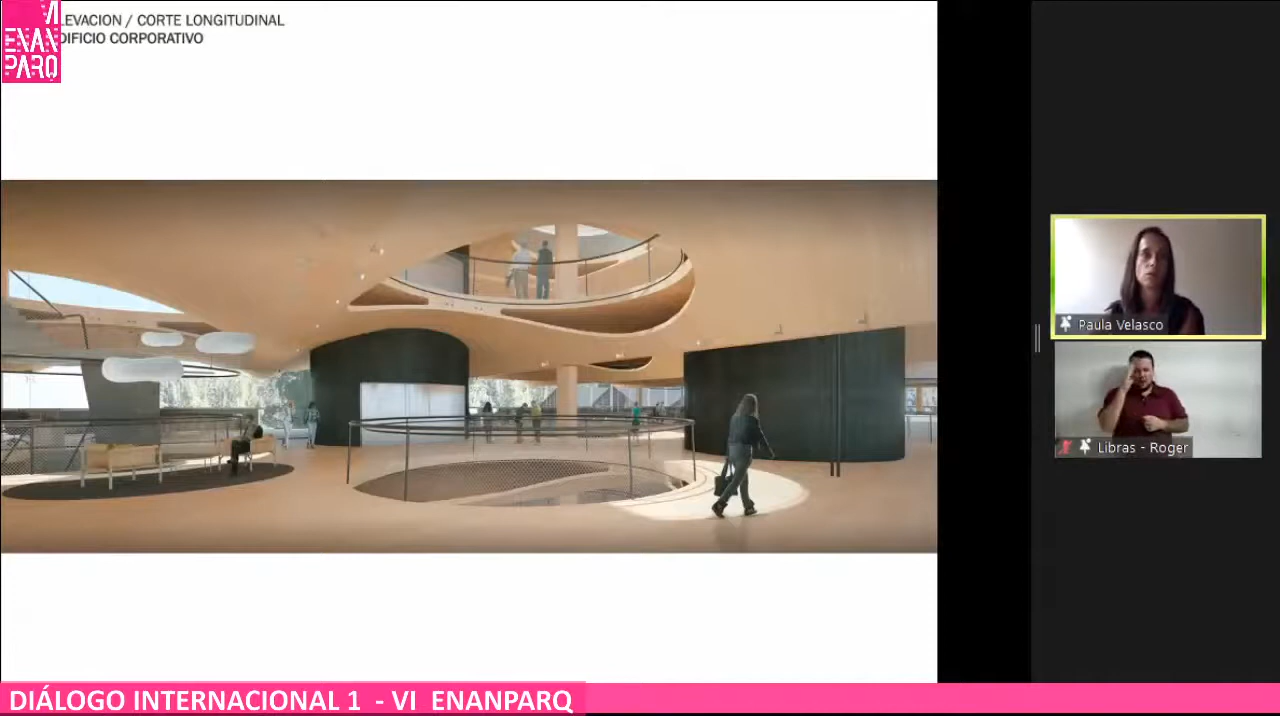 VI
ENAN
PARQ
LEVACION / CORTE LONGITUDINAL
DIFICIO CORPORATIVO
Paula Velasco
Libras - Roger
DIÁLOGO INTERNACIONAL 1 - VI ENANPARQ